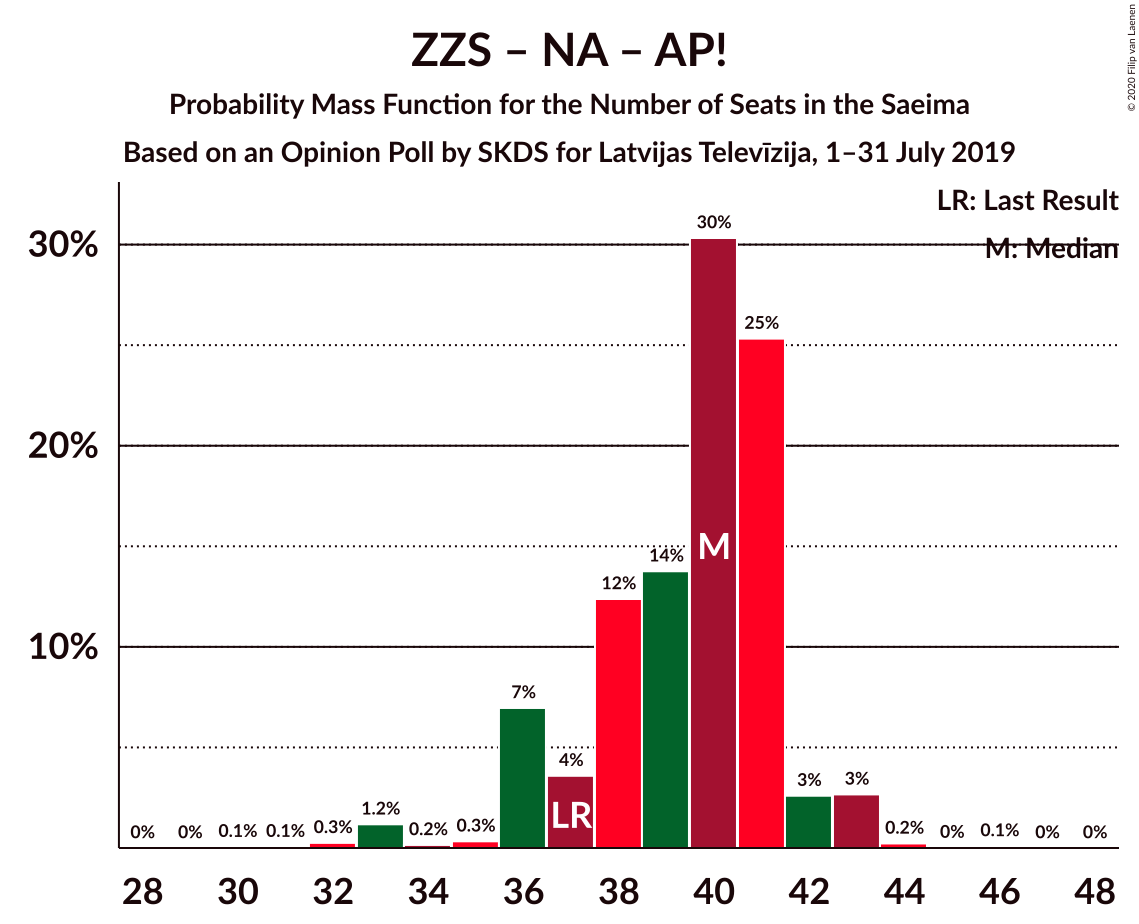 ZZS – NA – AP!
Probability Mass Function for the Number of Seats in the Saeima
Based on an Opinion Poll by SKDS for Latvijas Televīzija, 1–31 July 2019
© 2020 Filip van Laenen
LR: Last Result
M: Median
30%
20%
10%
0% 0% 0.1% 0.1% 0.3% 1.2% 0.2% 0.3% 7% 4% 12% 14% 30% 25% 3% 3% 0.2% 0% 0.1% 0% 0%
M
LR
28 30 32 34 36 38 40 42 44 46 48